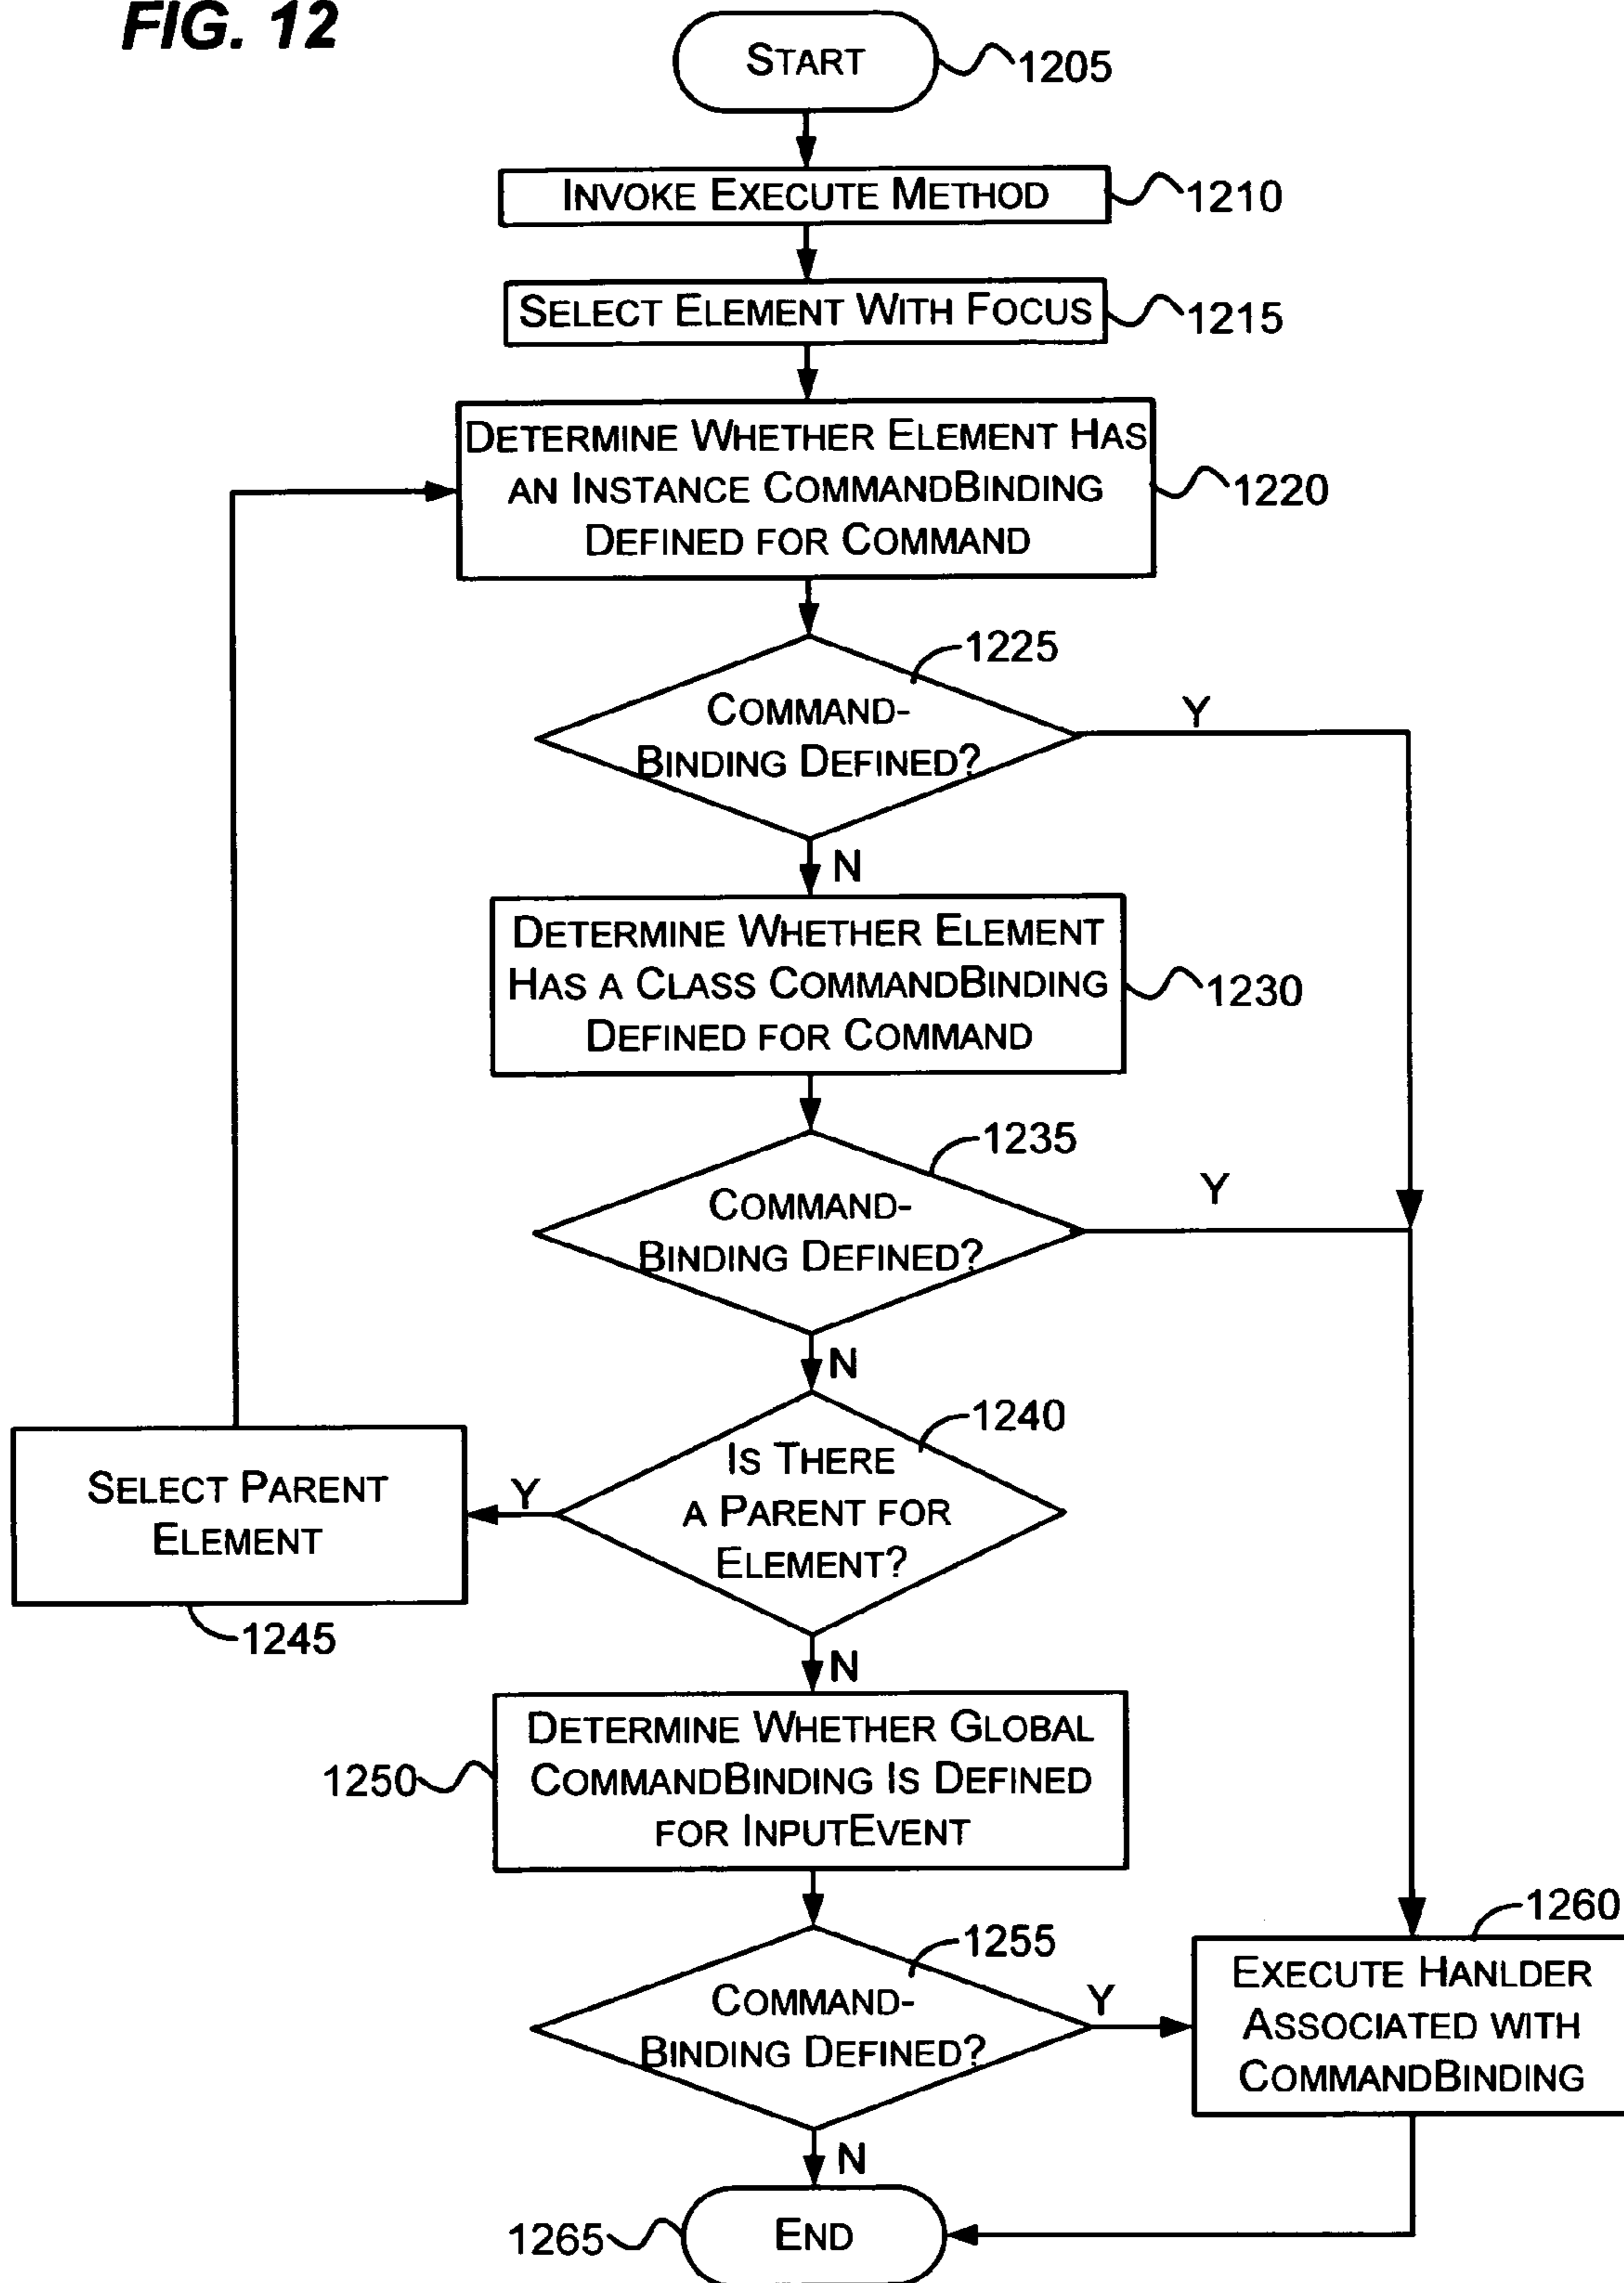 FIG. 12
START
1205
INVOKE EXECUTE METHOD
1210
SELECT ELEMENT WITH FOCUS
1215
DETERMINE WHETHER ELEMENT HAS
AN INSTANCE COMMANDBINDING
DEFINED FOR COMMAND
1220
1225
COMMAND-
BINDING DEFINED?
Y
N
DETERMINE WHETHER ELEMENT
HAS A CLASS COMMANDBINDING
DEFINED FOR COMMAND
1230
1235
COMMAND-
BINDING DEFINED?
Y
N
1240
IS THERE
A PARENT FOR
ELEMENT?
Y
SELECT PARENT
ELEMENT
1245
N
DETERMINE WHETHER GLOBAL
COMMANDBINDING IS DEFINED
FOR INPUTEVENT
1250
1255
COMMAND-
BINDING DEFINED?
Y
1260
EXECUTE HANLDER
ASSOCIATED WITH
COMMANDBINDING
N
1265
END